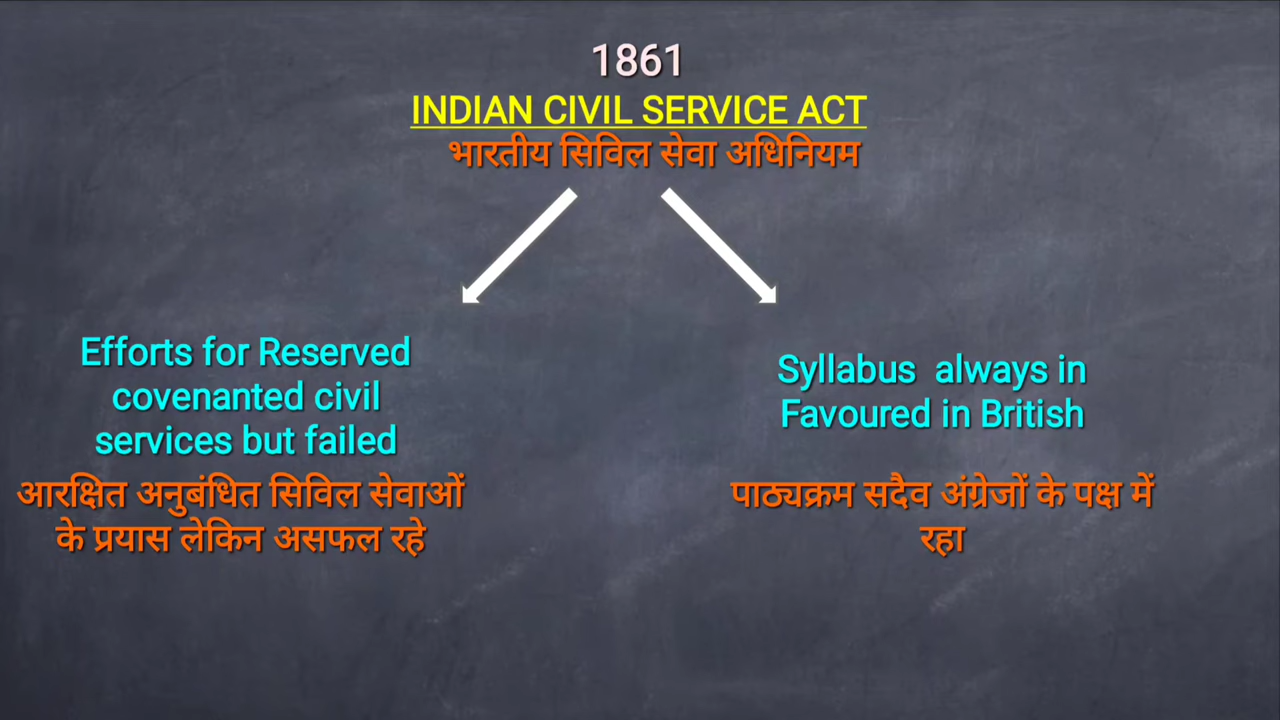 1861
INDIAN CIVIL SERVICE ACT
भारतीय सिविल सेवा अधिनियम
Efforts for Reserved
covenanted civil
services but failed
आरक्षित अनुबंधित सिविल सेवाओं
के प्रयास लेकिन असफल रहे
Syllabus always in
Favoured in British
पाठ्यक्रम सदैव अंग्रेजों के पक्ष में
रहा